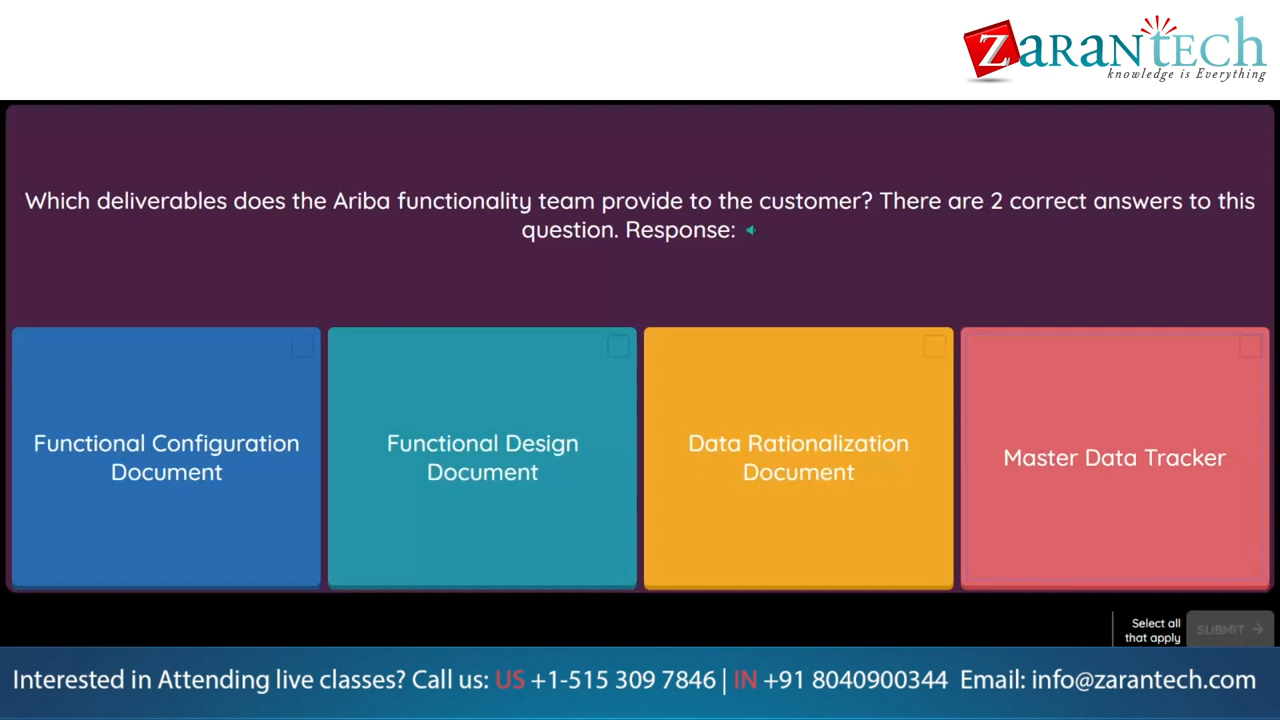 ZARANTECH
knowledge is Everything
Which deliverables does the Ariba functionality team provide to the customer? There are 2 correct answers to this
question. Response:
Functional Configuration
Document
Functional Design
Document
Data Rationalization
Document
Master Data Tracker
Select all
that apply
SUBMIT
Interested in Attending live classes? Call us: US +1-515 309 7846 | IN +91 8040900344 Email: info@zarantech.com